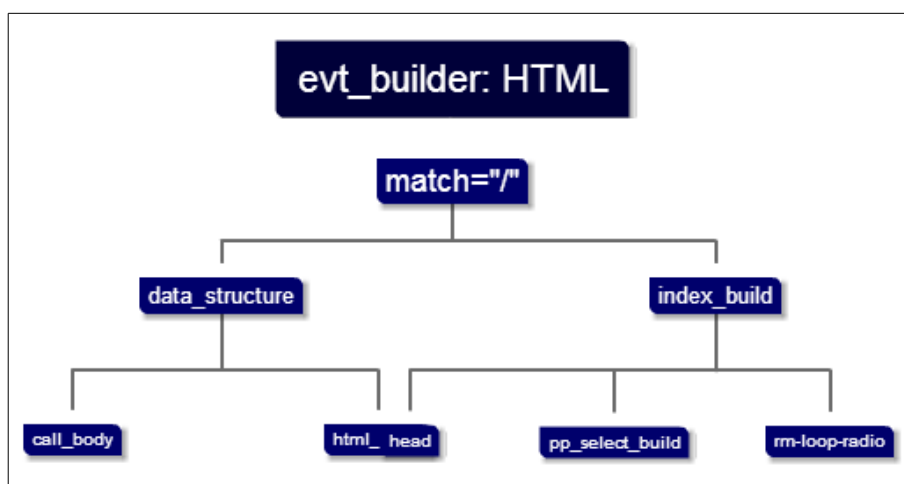 evt_builder: HTML
match="/"
data_structure
index_build
call_body
html_ head
pp_select_build
rm-loop-radio